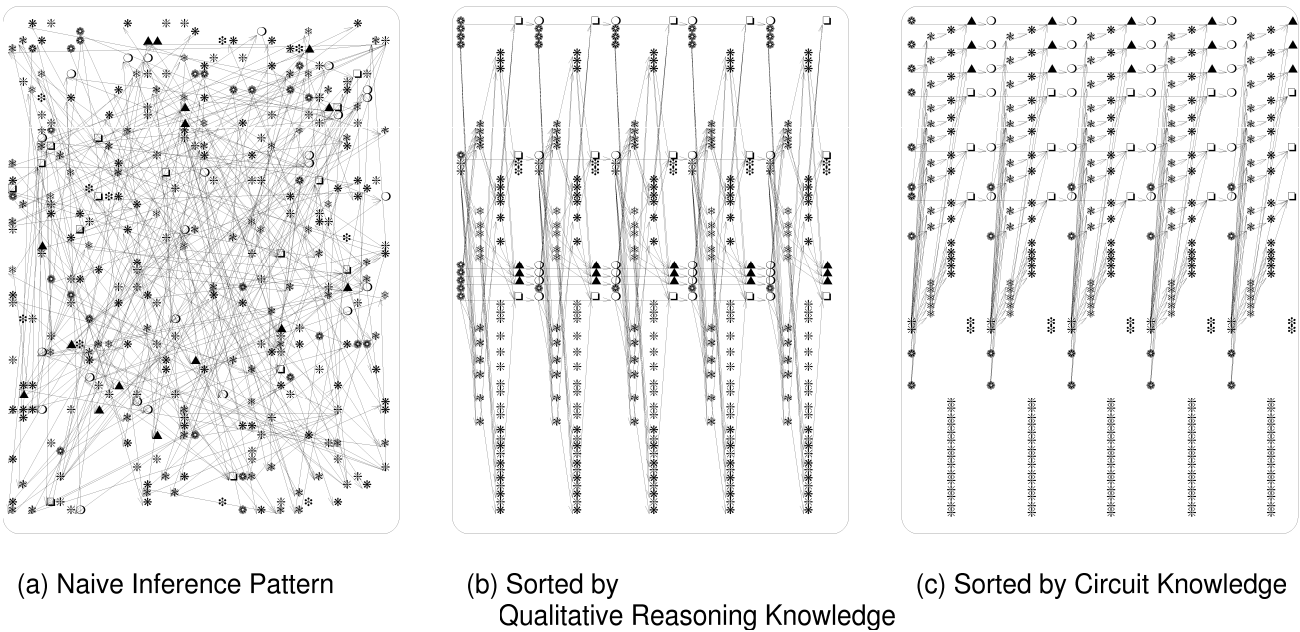 (a) Naive Inference Pattern
(b) Sorted by
Qualitative Reasoning Knowledge
(c) Sorted by Circuit Knowledge